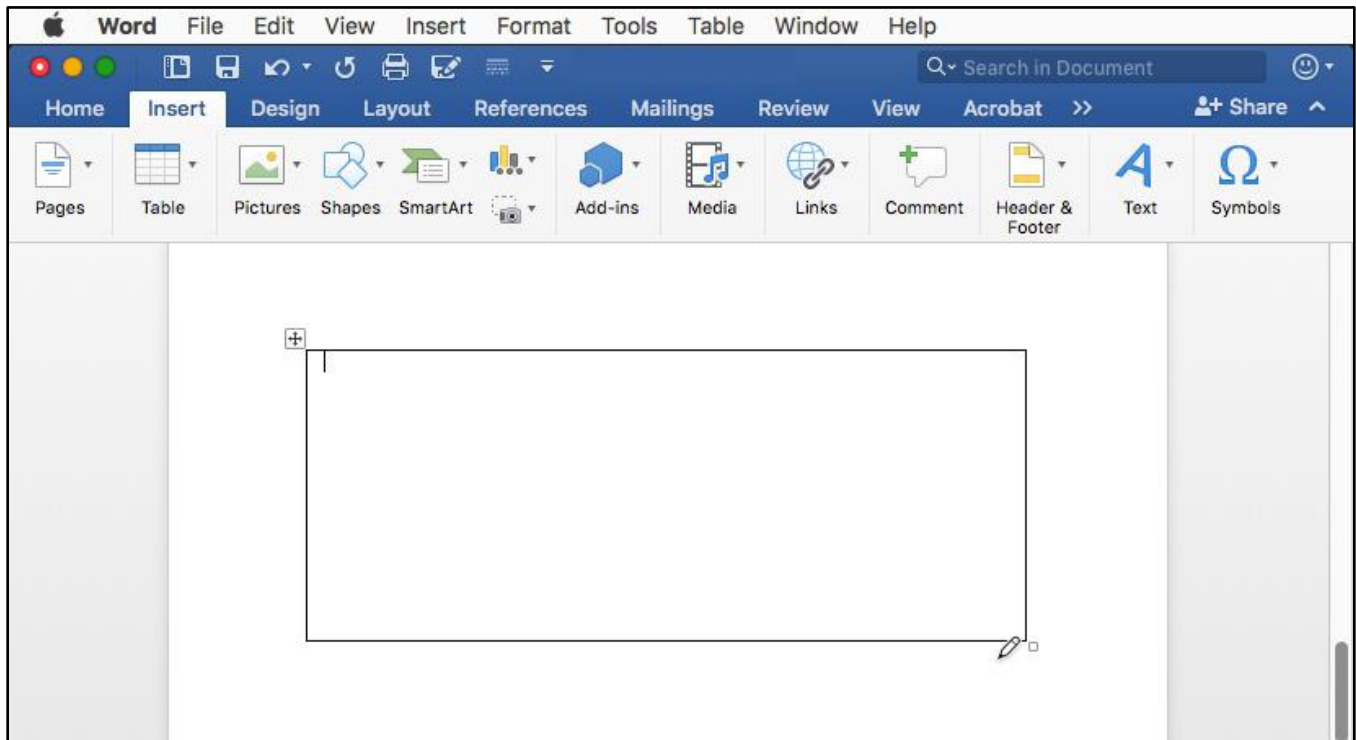 Word File Edit View Insert Format Tools Table Window Help
Search in Document
Home Insert Design Layout References Mailings Review View Acrobat >> Share
Pages Table Pictures Shapes SmartArt Add-ins Media Links Comment Header & Text Symbols
Footer